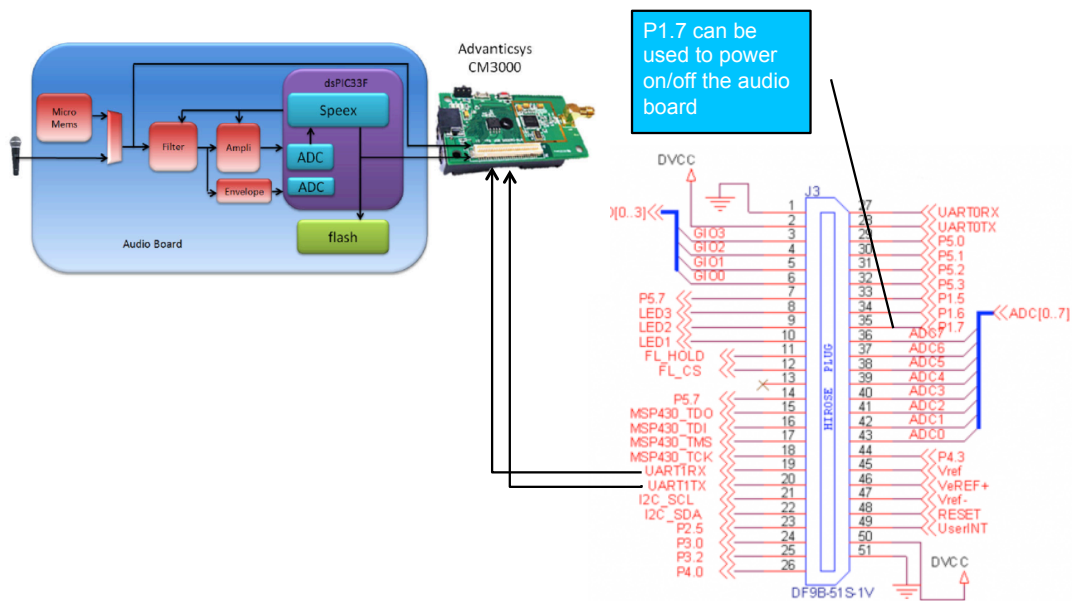 P1.7 can be
used to power
on/off the audio
board
Advanticsys
CM3000
dsPIC33F
Micro
Mems
Filter
Ampli
Envelope
Speex
ADC
ADC
flash
Audio Board
DVCC
J3
[0..3]
GIO3
GIO2
GIO1
GIO0
P5.7
LED3
LED2
LED1
FL_HOLD
FL_CS
P5.7
MSP430_TDO
MSP430_TDI
MSP430_TMS
MSP430_TCK
UART1RX
UART1TX
I2C_SCL
I2C_SDA
P2.5
P3.0
P3.2
P4.0
1
2
3
4
5
6
7
8
9
10
11
12
13
14
15
16
17
18
19
20
21
22
23
24
25
26
HIROSE PLUG
27
28
29
30
31
32
33
34
35
36
37
38
39
40
41
42
43
44
45
46
47
48
49
50
51
UART0RX
UART0TX
P5.0
P5.1
P5.2
P5.3
P1.5
P1.6
P1.7
ADC7
ADC6
ADC5
ADC4
ADC3
ADC2
ADC1
ADC0
ADC[0..7]
P4.3
Vref
VeREF+
Vref-
RESET
UserINT
DVCC
DF9B-51S-1V